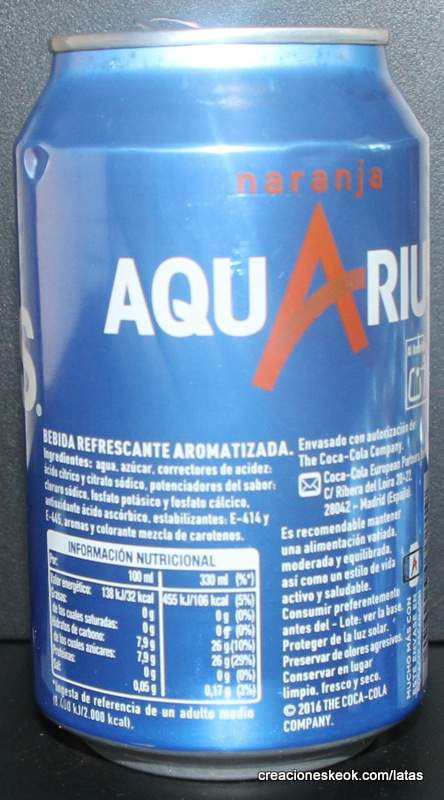 naranja
AQUARIU
S.
BEBIDA REFRESCANTE AROMATIZADA.
Ingredientes: agua, azúcar, correctores de acidez:
ácido cítrico y citrato sódico, potenciadores del sabor:
cloruro sódico, fosfato potásico y fosfato cálcico,
antioxidante ácido ascórbico, estabilizantes: E-414 y
E-445, aromas y colorante mezcla de carotenos.
INFORMACIÓN NUTRICIONAL
Por: 100 ml 330 ml (%*)
Valor energético: 138 kJ/32 kcal 455 kJ/106 kcal (5%)
Grasas: 0 g 0 g (0%)
de las cuales saturadas: 0 g 0 g (0%)
Hidratos de carbono: 7,9 g 26 g (10%)
de los cuales azúcares: 7,9 g 26 g (29%)
Proteínas: 0 g 0 g (0%)
Sal: 0,05 g 0,17 g (3%)
*Ingesta de referencia de un adulto medio
(8.400 kJ/2.000 kcal).
Envasado con autorización de
The Coca-Cola Company.
Coca-Cola European Partners,
C/ Ribera del Loira 20-22
28042 - Madrid (España).
Es recomendable mantener
una alimentación variada,
moderada y equilibrada,
así como un estilo de vida
activo y saludable.
Consumir preferentemente
antes del - Lote: ver la base.
Proteger de la luz solar.
Preservar de olores agresivos.
Conservar en lugar
limpio, fresco y seco.
© 2016 THE COCA-COLA
COMPANY.
MUCHO MÁS CON
ESTE ENVASE EN
creacioneskeok.com/latas